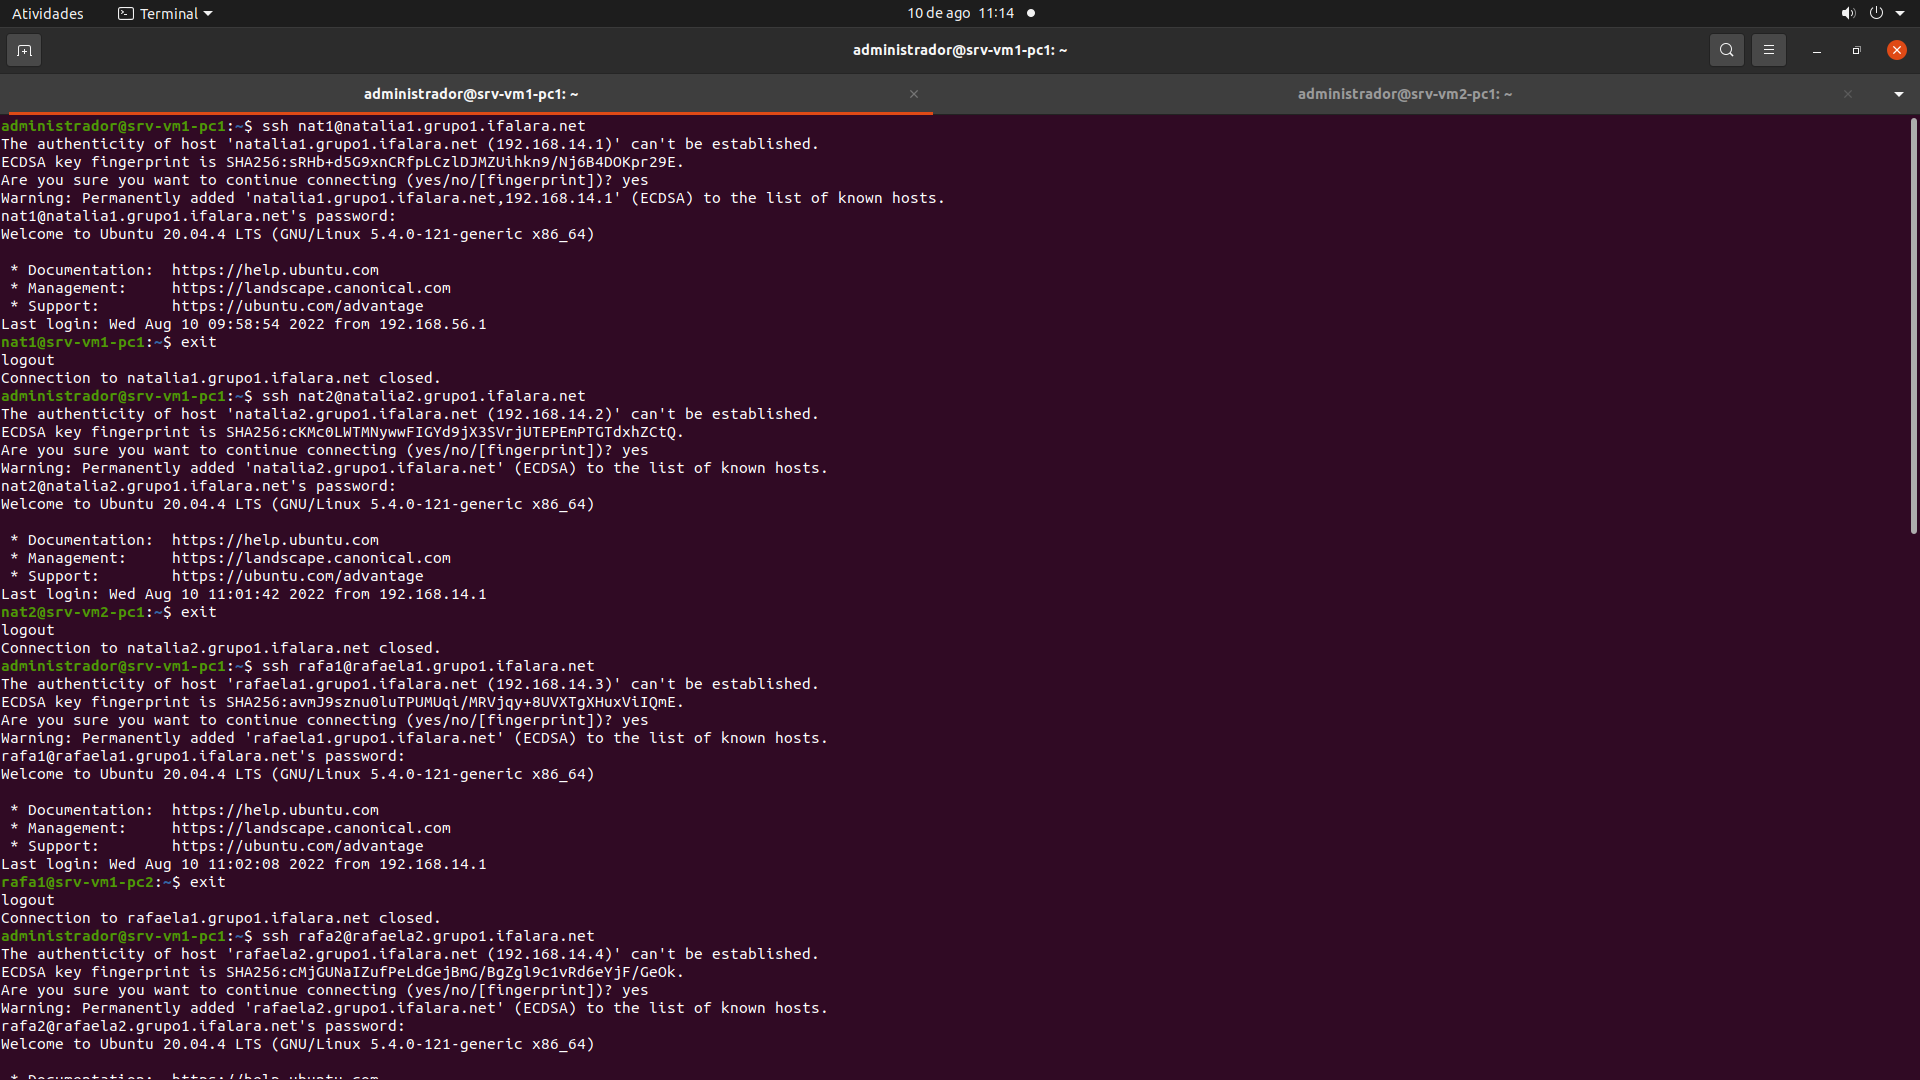 Atividades Terminal 10 de ago 11:14
administrador@srv-vm1-pc1: ~
administrador@srv-vm1-pc1: ~ administrador@srv-vm2-pc1: ~
administrador@srv-vm1-pc1:~$ ssh nat1@natalia1.grupo1.ifalara.net
The authenticity of host 'natalia1.grupo1.ifalara.net (192.168.14.1)' can't be established.
ECDSA key fingerprint is SHA256:sRHb+d5G9xnCRfpLCzlDJMZUihkn9/Nj6B4DOKpr29E.
Are you sure you want to continue connecting (yes/no/[fingerprint])? yes
Warning: Permanently added 'natalia1.grupo1.ifalara.net,192.168.14.1' (ECDSA) to the list of known hosts.
nat1@natalia1.grupo1.ifalara.net's password:
Welcome to Ubuntu 20.04.4 LTS (GNU/Linux 5.4.0-121-generic x86_64)
* Documentation: https://help.ubuntu.com
* Management: https://landscape.canonical.com
* Support: https://ubuntu.com/advantage
Last login: Wed Aug 10 09:58:54 2022 from 192.168.56.1
nat1@srv-vm1-pc1:~$ exit
logout
Connection to natalia1.grupo1.ifalara.net closed.
administrador@srv-vm1-pc1:~$ ssh nat2@natalia2.grupo1.ifalara.net
The authenticity of host 'natalia2.grupo1.ifalara.net (192.168.14.2)' can't be established.
ECDSA key fingerprint is SHA256:cKMc0LWTMNywwFIGYd9jX3SVrjUTEPEmPTGTdxhZCtQ.
Are you sure you want to continue connecting (yes/no/[fingerprint])? yes
Warning: Permanently added 'natalia2.grupo1.ifalara.net' (ECDSA) to the list of known hosts.
nat2@natalia2.grupo1.ifalara.net's password:
Welcome to Ubuntu 20.04.4 LTS (GNU/Linux 5.4.0-121-generic x86_64)
* Documentation: https://help.ubuntu.com
* Management: https://landscape.canonical.com
* Support: https://ubuntu.com/advantage
Last login: Wed Aug 10 11:01:42 2022 from 192.168.14.1
nat2@srv-vm2-pc1:~$ exit
logout
Connection to natalia2.grupo1.ifalara.net closed.
administrador@srv-vm1-pc1:~$ ssh rafa1@rafaela1.grupo1.ifalara.net
The authenticity of host 'rafaela1.grupo1.ifalara.net (192.168.14.3)' can't be established.
ECDSA key fingerprint is SHA256:avmJ9sznu0luTPUMUqi/MRVjqy+8UVXTgXHuxViIQmE.
Are you sure you want to continue connecting (yes/no/[fingerprint])? yes
Warning: Permanently added 'rafaela1.grupo1.ifalara.net' (ECDSA) to the list of known hosts.
rafa1@rafaela1.grupo1.ifalara.net's password:
Welcome to Ubuntu 20.04.4 LTS (GNU/Linux 5.4.0-121-generic x86_64)
* Documentation: https://help.ubuntu.com
* Management: https://landscape.canonical.com
* Support: https://ubuntu.com/advantage
Last login: Wed Aug 10 11:02:08 2022 from 192.168.14.1
rafa1@srv-vm1-pc2:~$ exit
logout
Connection to rafaela1.grupo1.ifalara.net closed.
administrador@srv-vm1-pc1:~$ ssh rafa2@rafaela2.grupo1.ifalara.net
The authenticity of host 'rafaela2.grupo1.ifalara.net (192.168.14.4)' can't be established.
ECDSA key fingerprint is SHA256:cMjGUNaIZufPeLdGejBmG/BgZgl9c1vRd6eYjF/GeOk.
Are you sure you want to continue connecting (yes/no/[fingerprint])? yes
Warning: Permanently added 'rafaela2.grupo1.ifalara.net' (ECDSA) to the list of known hosts.
rafa2@rafaela2.grupo1.ifalara.net's password:
Welcome to Ubuntu 20.04.4 LTS (GNU/Linux 5.4.0-121-generic x86_64)
* Documentation: https://help.ubuntu.com